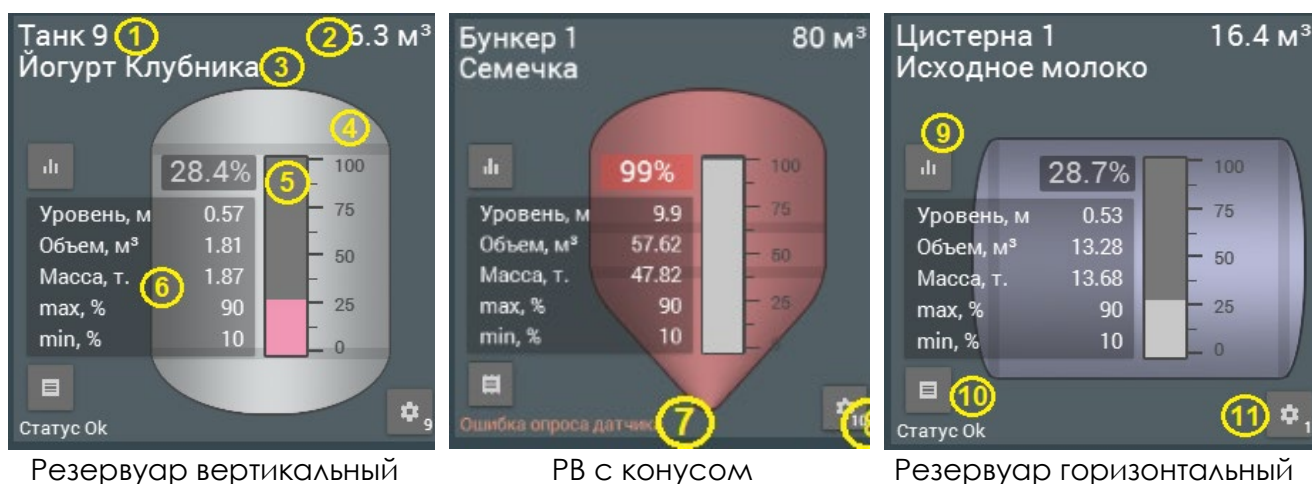 Танк 9 1 2 6.3 м³
Йогурт Клубника 3
4
28.4% 5 100
Уровень, м 0.57 75
Объем, м³ 1.81 50
Масса, т. 6 1.87
max, % 90 25
min, % 10 0
Статус Ok 9
Резервуар вертикальный
Бункер 1 80 м³
Семечка
99% 100
Уровень, м 9.9 75
Объем, м³ 57.62 50
Масса, т. 47.82
max, % 90 25
min, % 10
10
Ошибка опроса датчик 7
РВ с конусом
Цистерна 1 16.4 м³
Исходное молоко
9
28.7% 100
Уровень, м 0.53 75
Объем, м³ 13.28 50
Масса, т. 13.68
max, % 90 25
min, % 10 0
10 11 1
Статус Ok
Резервуар горизонтальный